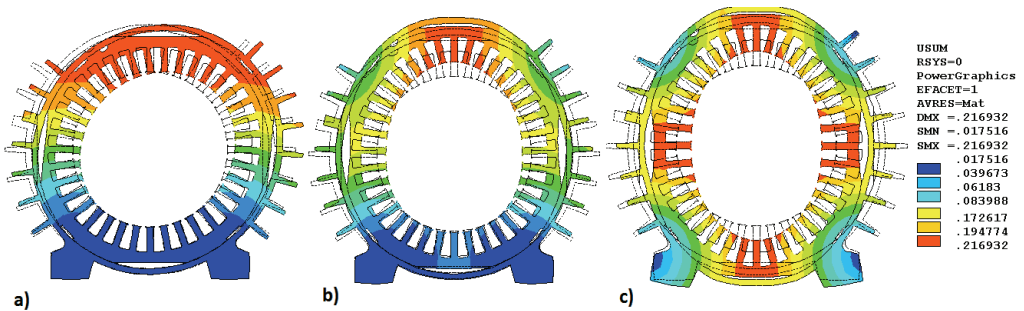 USUM
RSYS=0
PowerGraphics
EFACET=1
AVRES=Mat
DMX =.216932
SMN =.017516
SMX =.216932
.017516
.039673
.06183
.083988
.172617
.194774
.216932
a)
b)
c)